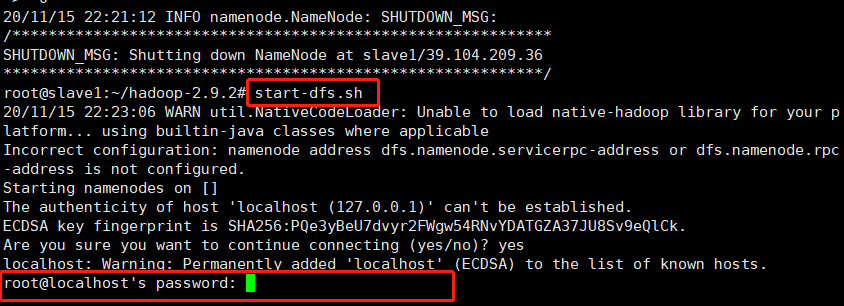 20/11/15 22:21:12 INFO namenode.NameNode: SHUTDOWN_MSG:
/************************************************************
SHUTDOWN_MSG: Shutting down NameNode at slave1/39.104.209.36
************************************************************/
root@slave1:~/hadoop-2.9.2# start-dfs.sh
20/11/15 22:23:06 WARN util.NativeCodeLoader: Unable to load native-hadoop library for your p
latform... using builtin-java classes where applicable
Incorrect configuration: namenode address dfs.namenode.servicerpc-address or dfs.namenode.rpc
-address is not configured.
Starting namenodes on []
The authenticity of host 'localhost (127.0.0.1)' can't be established.
ECDSA key fingerprint is SHA256:PQe3yBeU7dvyr2FWgw54RNvYDATGZA37JU8Sv9eQlCk.
Are you sure you want to continue connecting (yes/no)? yes
localhost: Warning: Permanently added 'localhost' (ECDSA) to the list of known hosts.
root@localhost's password: